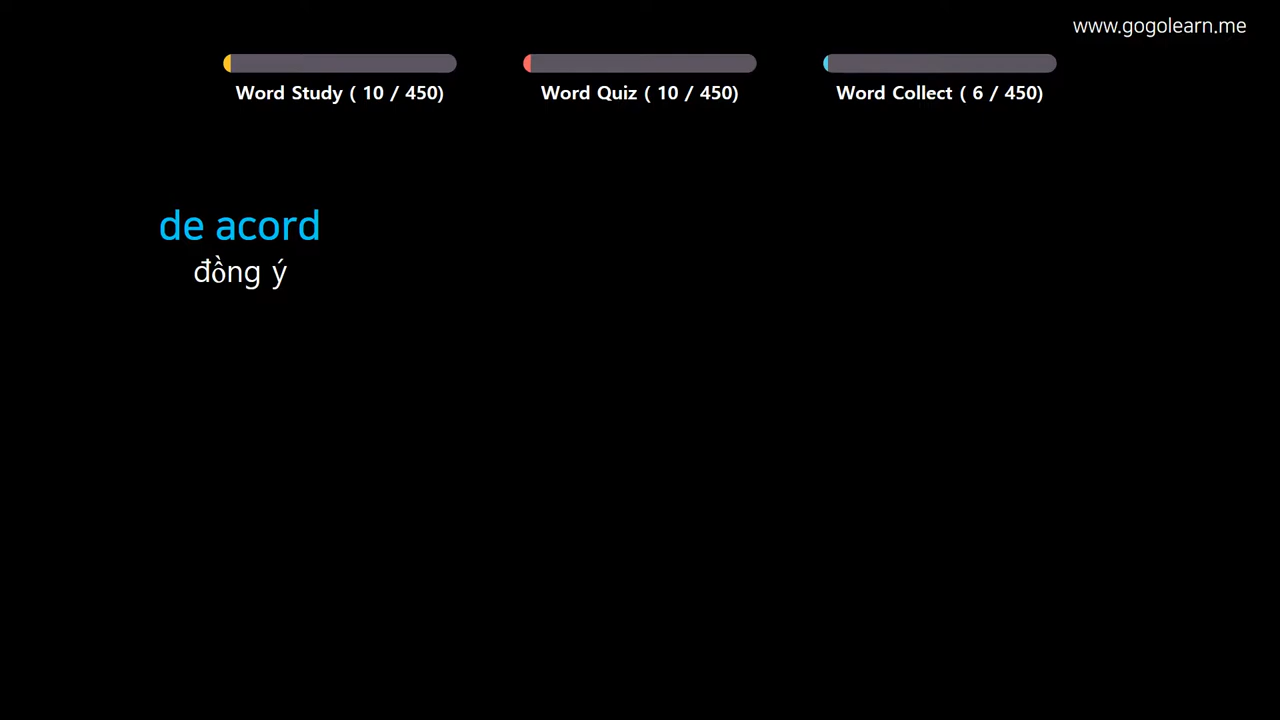 www.gogolearn.me
Word Study ( 10 / 450)
Word Quiz ( 10 / 450)
Word Collect ( 6 / 450)
de acord
đồng ý